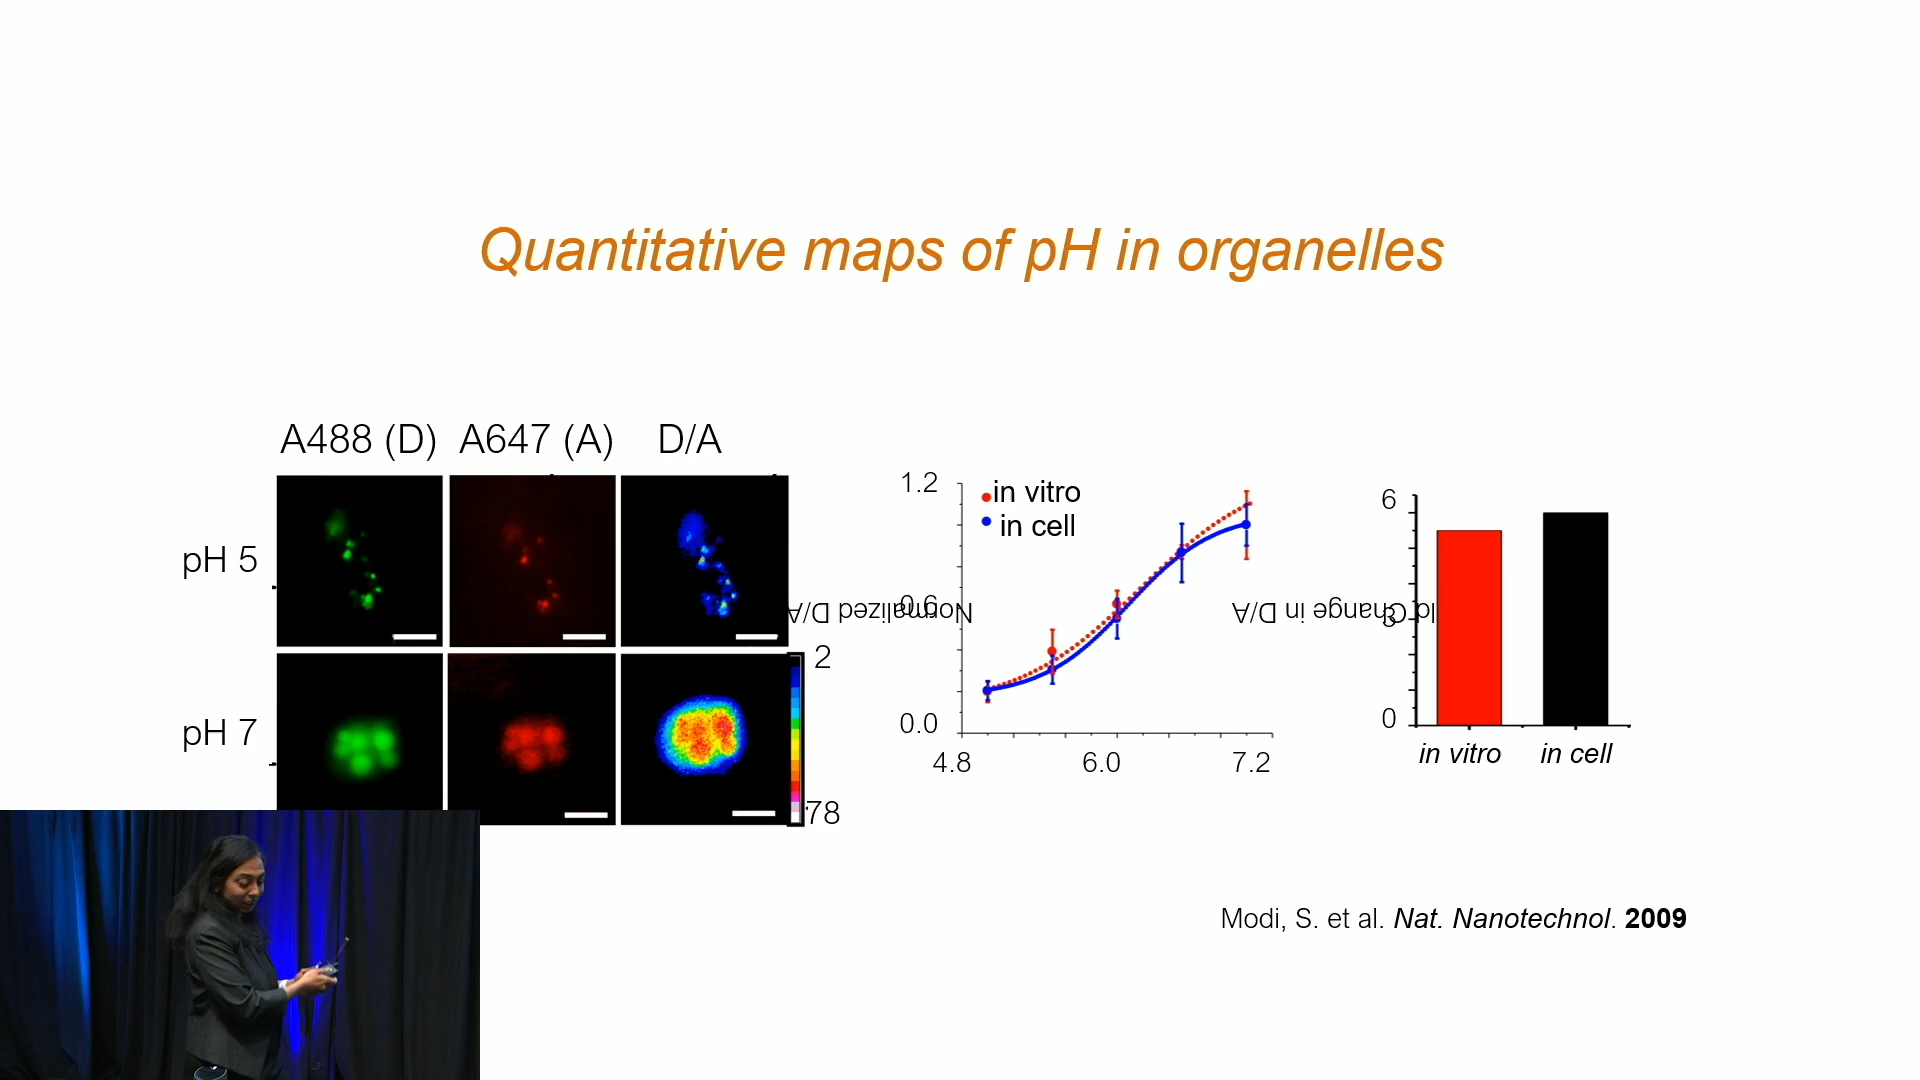 Quantitative maps of pH in organelles
A488 (D) A647 (A) D/A
pH 5
pH 7
2
78
1.2
0.6
0.0
in vitro
in cell
Normalized D/A
4.8 6.0 7.2
ld Change in D/A
6
3
0
in vitro in cell
Modi, S. et al. Nat. Nanotechnol. 2009